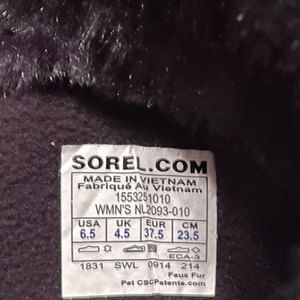 SOREL.COM
MADE IN VIETNAM
Fabriqué Au Vietnam
1553251010
WMN'S NL2093-010
USA UK EUR CM
6.5 4.5 37.5 23.5
ECA-3
1831 SWL 0914 214
Faux Fur
Pat CSCPatents.com